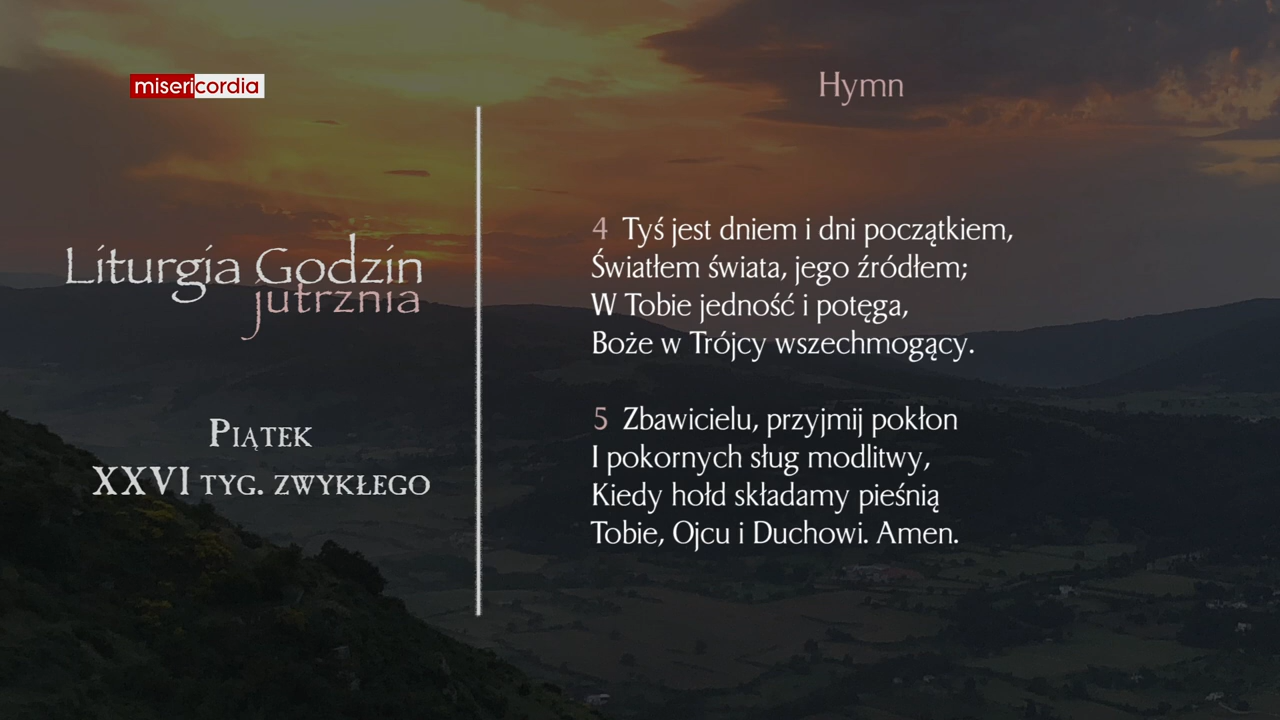 misericordia
Liturgia Godzin
jutrznia
Piątek
XXVI tyg. zwykłego
Hymn
4 Tyś jest dniem i dni początkiem,
Światłem świata, jego źródłem;
W Tobie jedność i potęga,
Boże w Trójcy wszechmogący.
5 Zbawicielu, przyjmij pokłon
I pokornych sług modlitwy,
Kiedy hołd składamy pieśnią
Tobie, Ojcu i Duchowi. Amen.